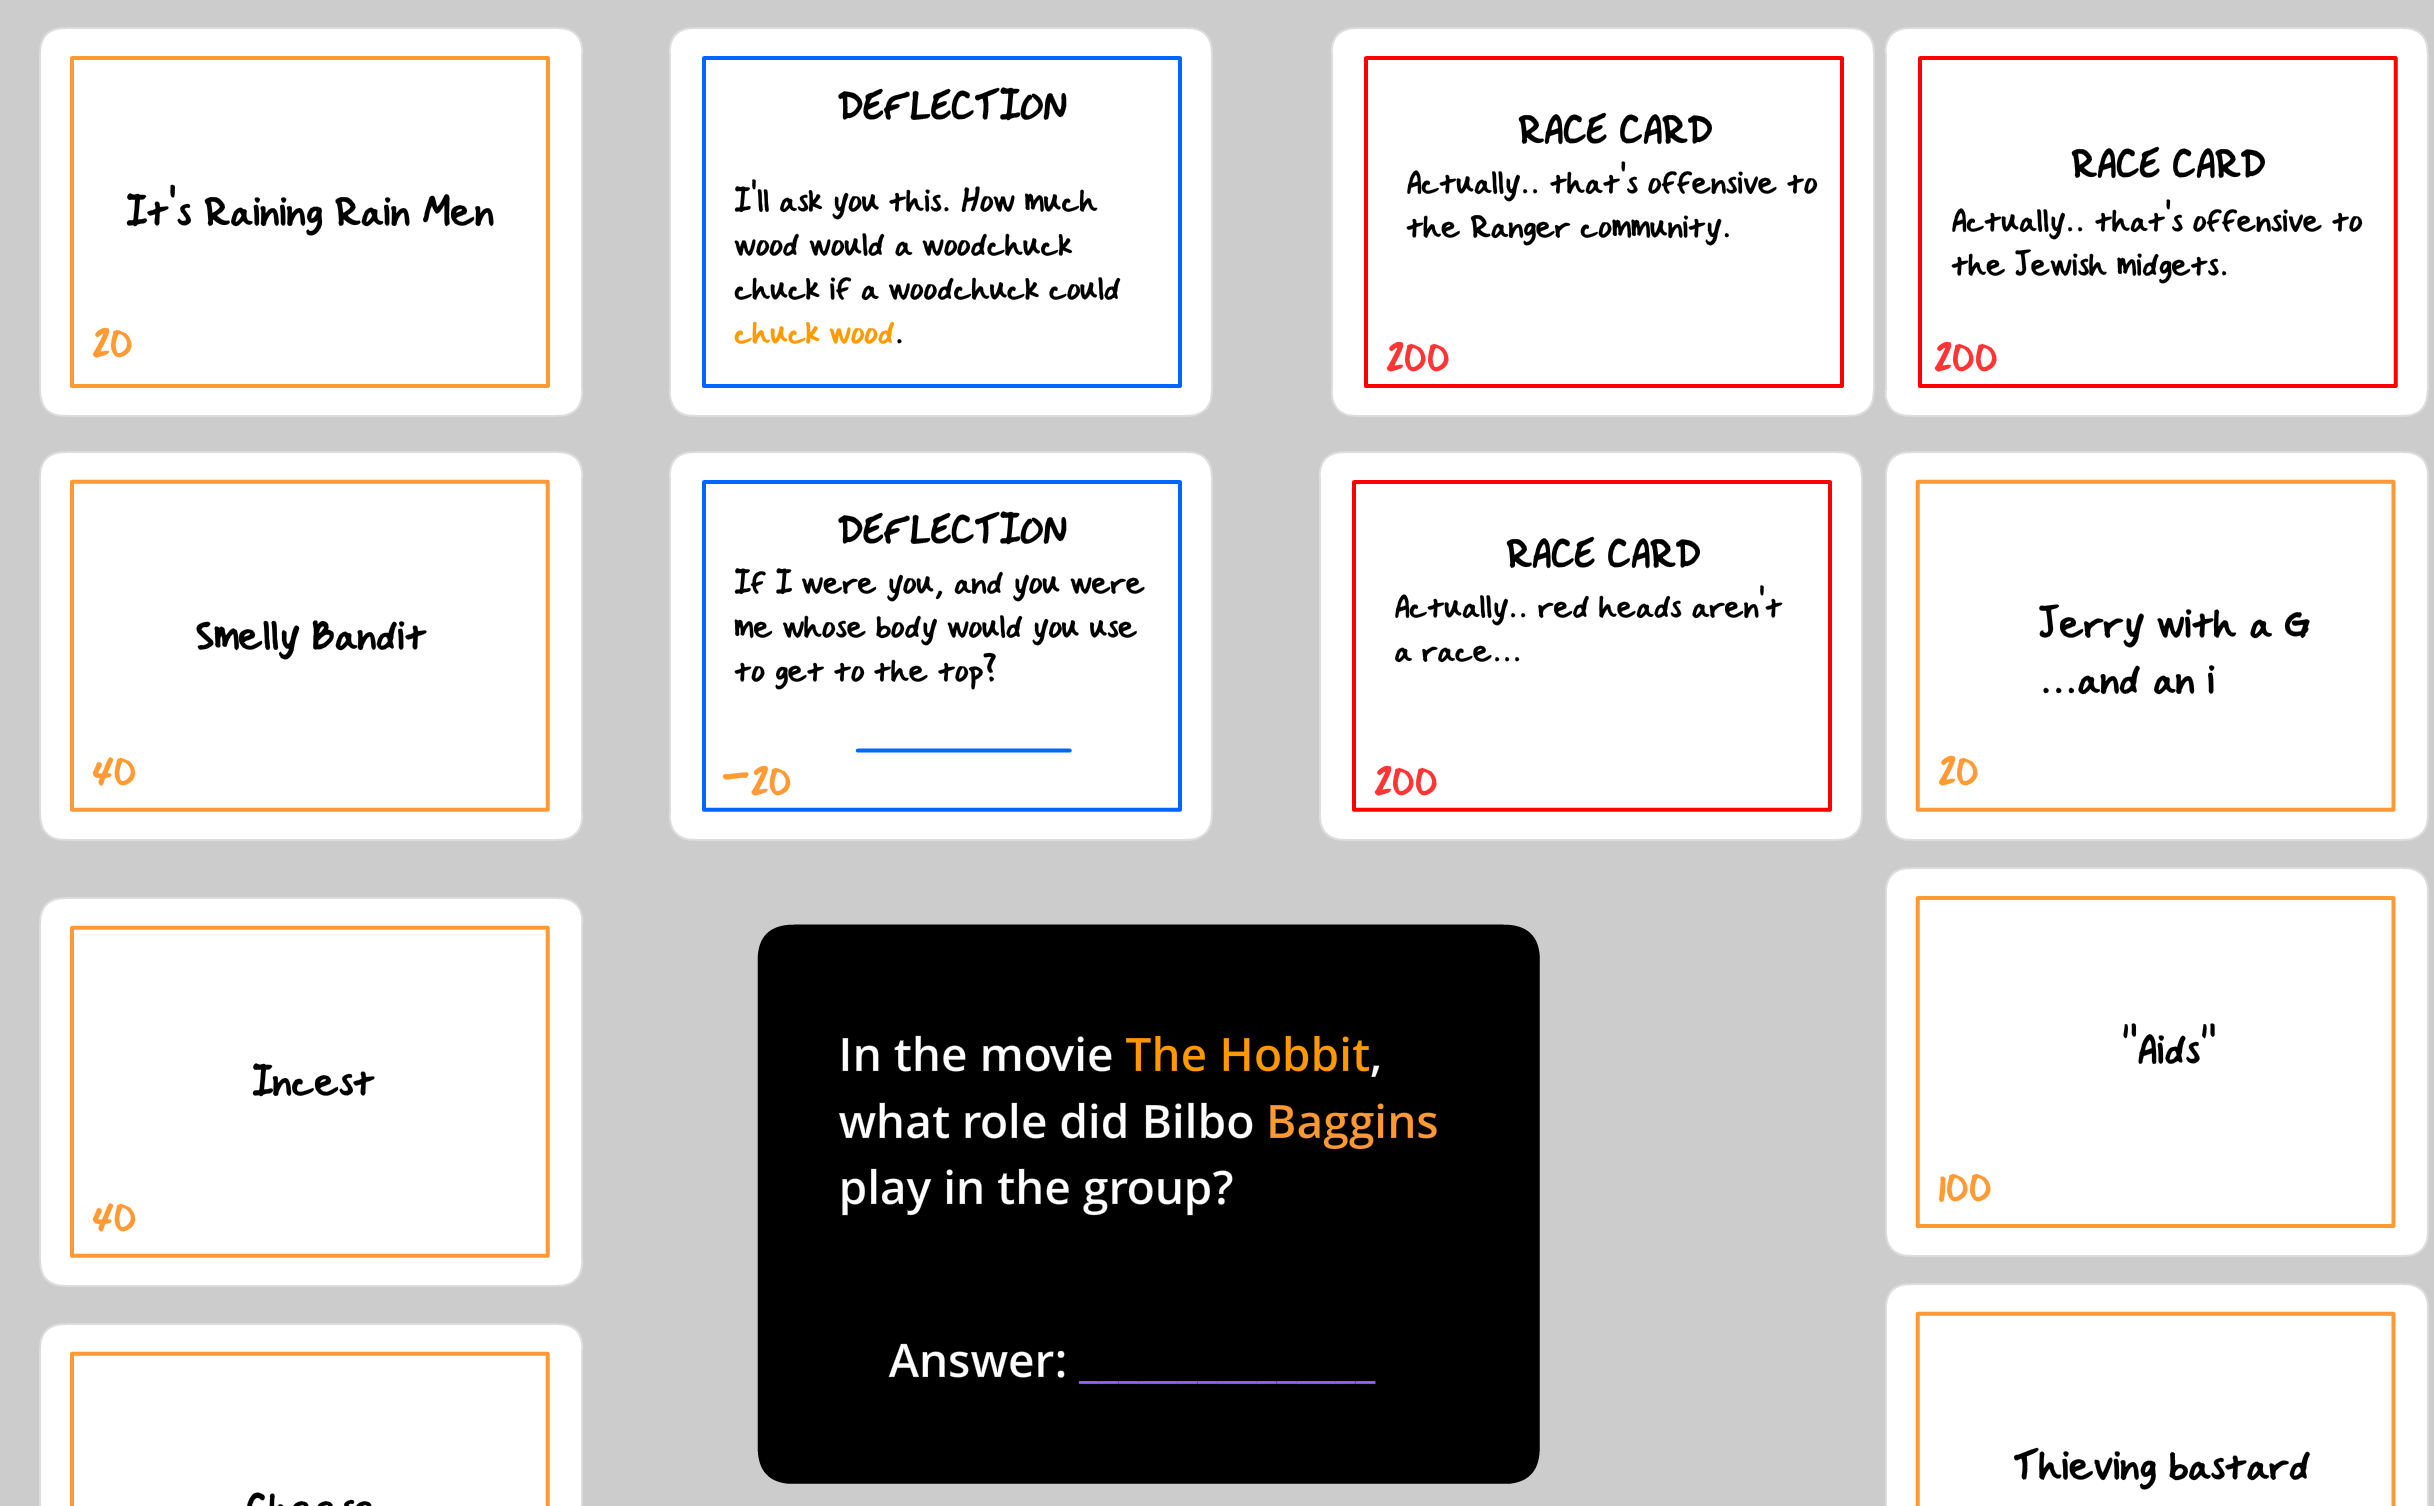 It's Raining Rain Men
20
DEFLECTION
I'll ask you this. How much
wood would a woodchuck
chuck if a woodchuck could
chuck wood.
RACE CARD
Actually.. that's offensive to
the Ranger community.
200
RACE CARD
Actually.. that's offensive to
the Jewish midgets.
200
Smelly Bandit
40
DEFLECTION
If I were you, and you were
me whose body would you use
to get to the top?
-20
RACE CARD
Actually.. red heads aren't
a race...
200
Jerry with a G
...and an i
20
Incest
40
In the movie The Hobbit,
what role did Bilbo Baggins
play in the group?
Answer: _______________
"Aids"
100
Thieving bastard